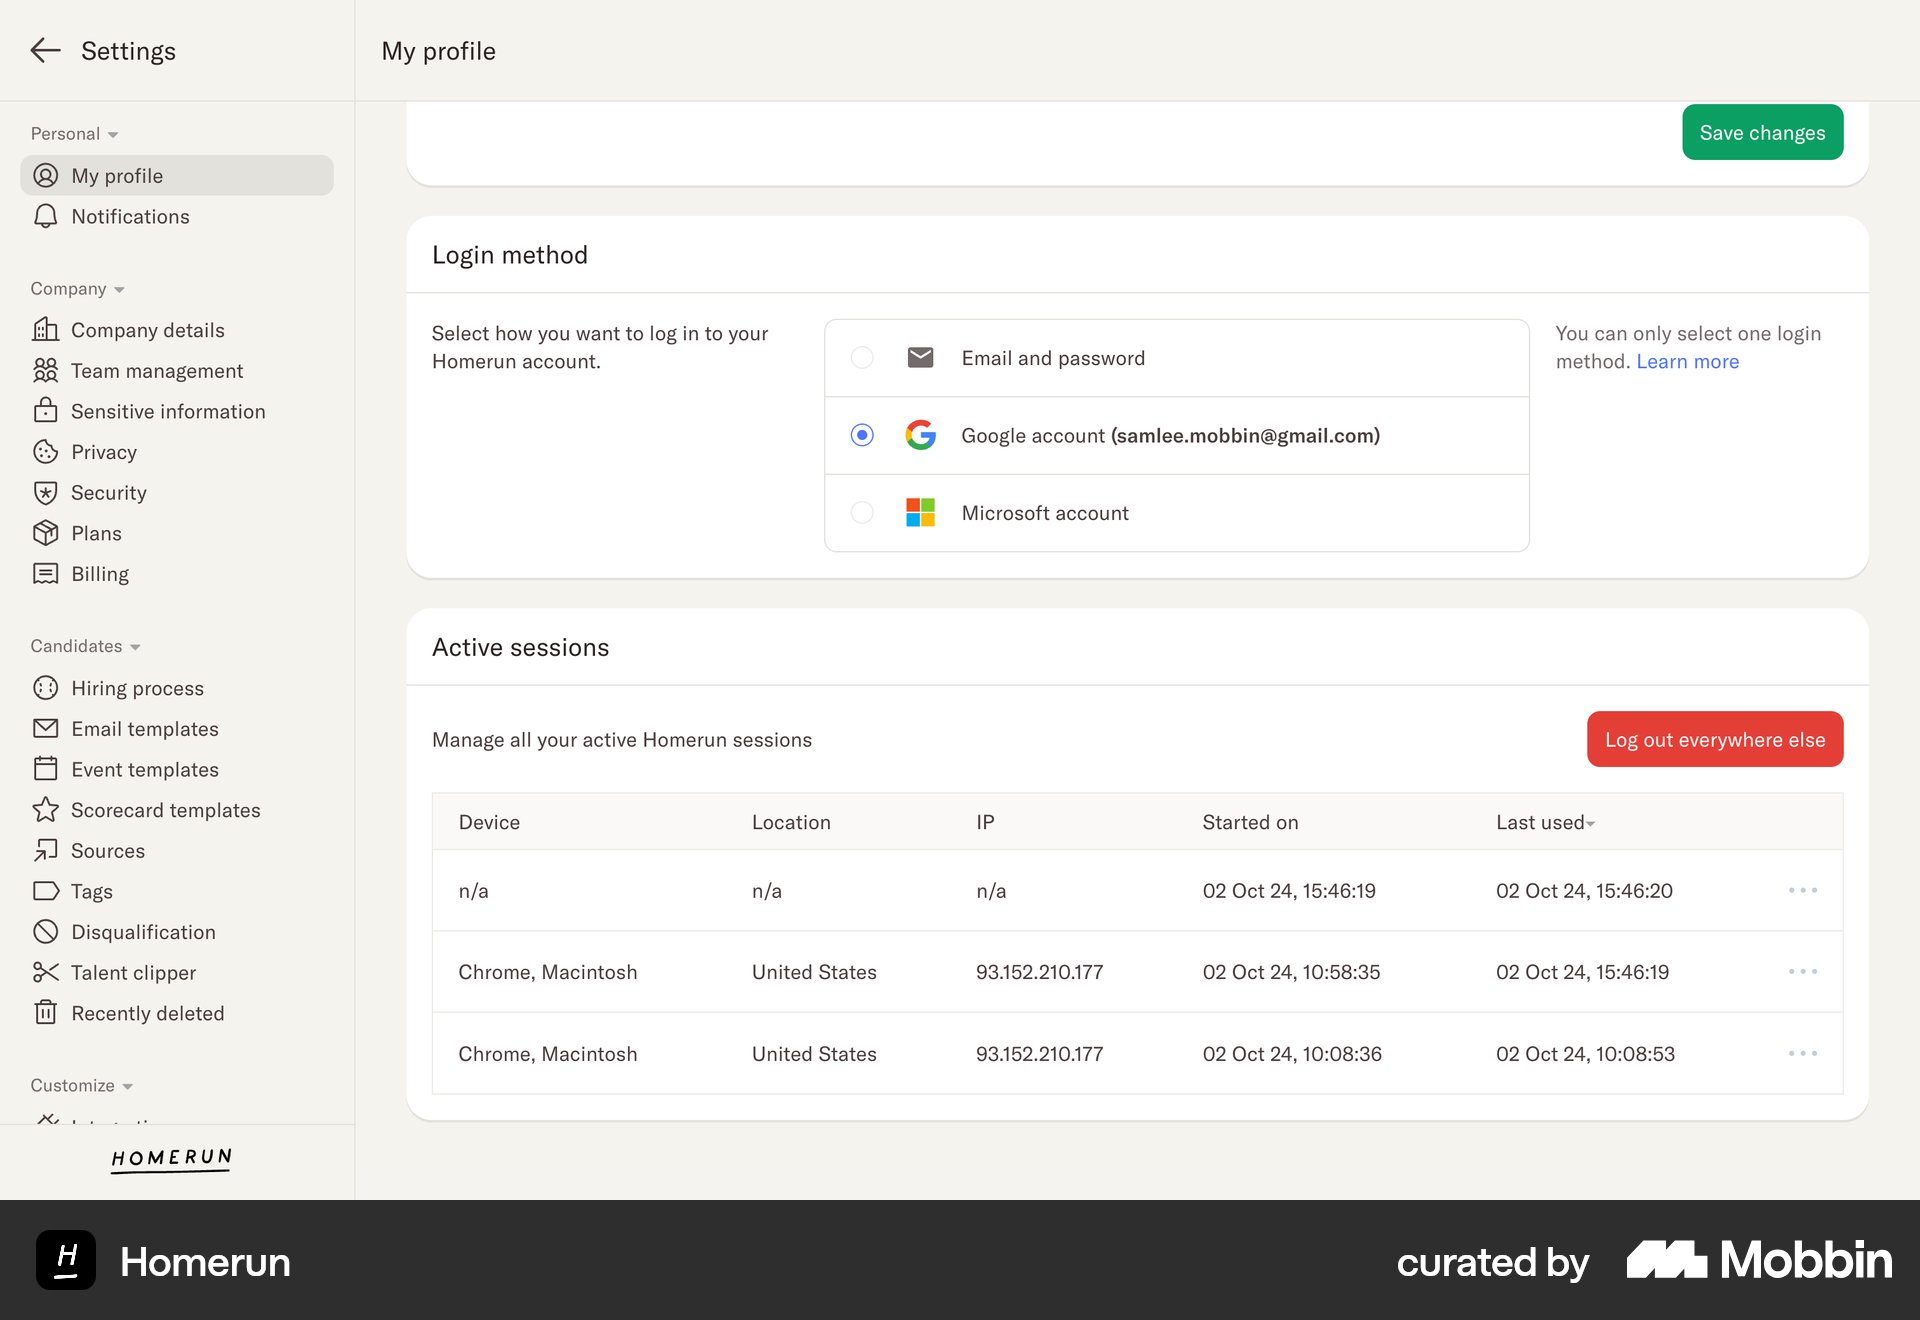 Settings
My profile
Personal
My profile
Notifications
Company
Company details
Team management
Sensitive information
Privacy
Security
Plans
Billing
Candidates
Hiring process
Email templates
Event templates
Scorecard templates
Sources
Tags
Disqualification
Talent clipper
Recently deleted
Customize
HOMERUN
Save changes
Login method
Select how you want to log in to your
Homerun account.
Email and password
Google account (samlee.mobbin@gmail.com)
Microsoft account
You can only select one login
method. Learn more
Active sessions
Manage all your active Homerun sessions
Log out everywhere else
Device Location IP Started on Last used
n/a n/a n/a 02 Oct 24, 15:46:19 02 Oct 24, 15:46:20
Chrome, Macintosh United States 93.152.210.177 02 Oct 24, 10:58:35 02 Oct 24, 15:46:19
Chrome, Macintosh United States 93.152.210.177 02 Oct 24, 10:08:36 02 Oct 24, 10:08:53
H Homerun
curated by Mobbin